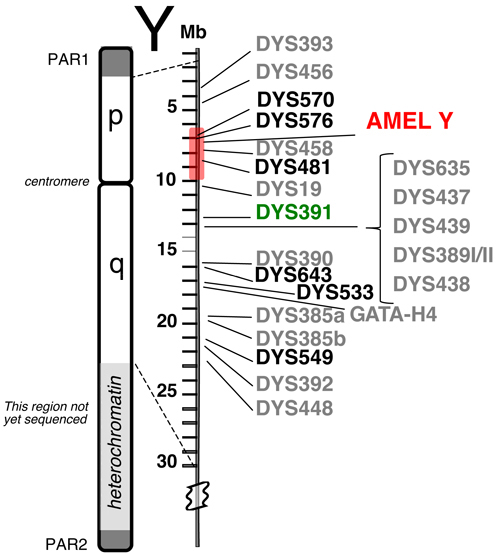 Y
Mb
PAR1
p
centromere
q
heterochromatin
This region not
yet sequenced
PAR2
5
10
15
20
25
30
DYS393
DYS456
DYS570
DYS576
AMEL Y
DYS458
DYS481
DYS19
DYS391
DYS635
DYS437
DYS439
DYS389I/II
DYS438
DYS390
DYS643
DYS533
DYS385a GATA-H4
DYS385b
DYS549
DYS392
DYS448